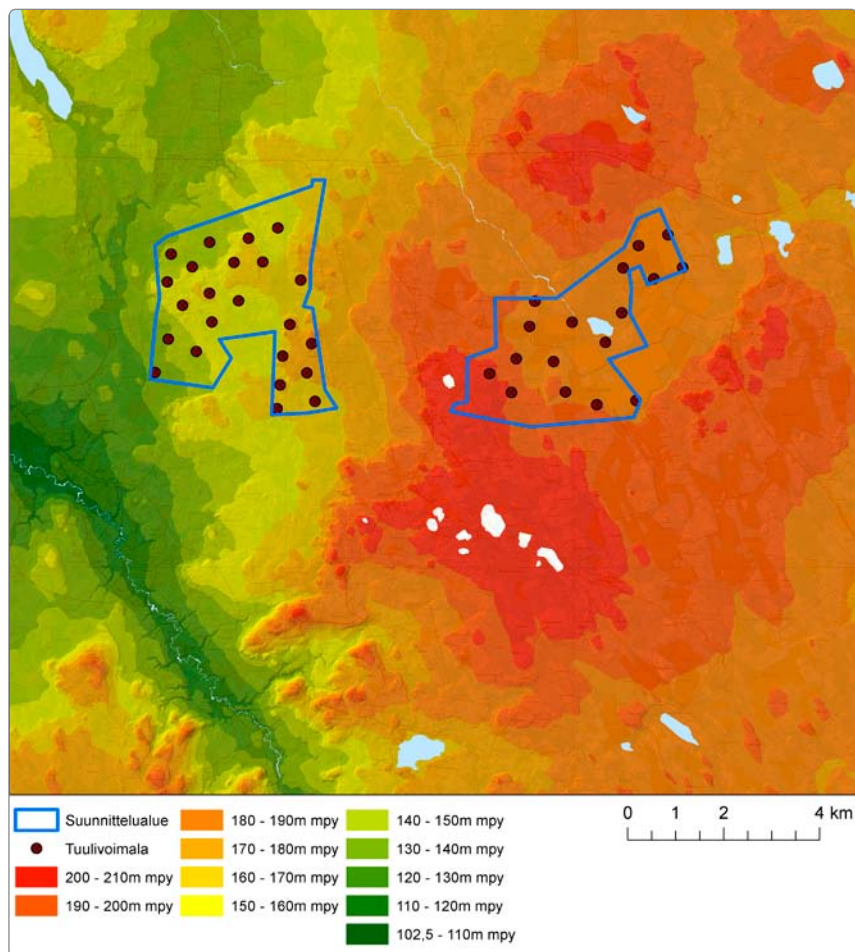 Suunnittelualue
Tuulivoimala
200 - 210m mpy
190 - 200m mpy
180 - 190m mpy
170 - 180m mpy
160 - 170m mpy
150 - 160m mpy
140 - 150m mpy
130 - 140m mpy
120 - 130m mpy
110 - 120m mpy
102,5 - 110m mpy
0 1 2 4 km